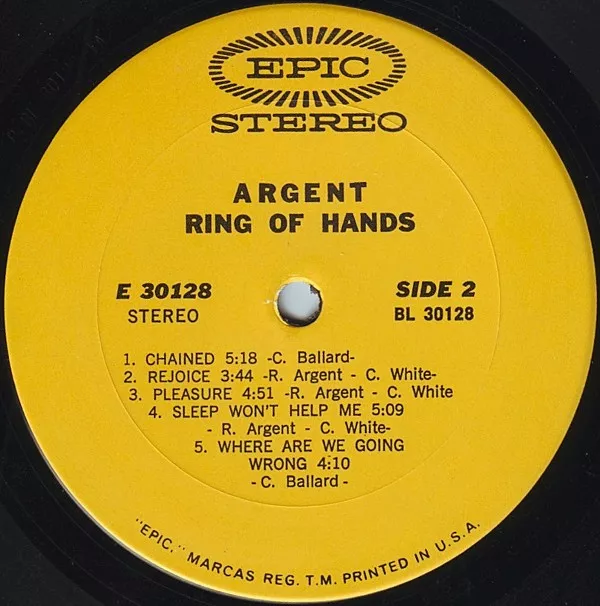 EPIC
STEREO
ARGENT
RING OF HANDS
E 30128
STEREO
SIDE 2
BL 30128
1. CHAINED 5:18 -C. Ballard-
2. REJOICE 3:44 -R. Argent - C. White-
3. PLEASURE 4:51 -R. Argent - C. White
4. SLEEP WON'T HELP ME 5:09
- R. Argent - C. White-
5. WHERE ARE WE GOING
WRONG 4:10
- C. Ballard -
"EPIC," MARCAS REG. T.M. PRINTED IN U.S.A.